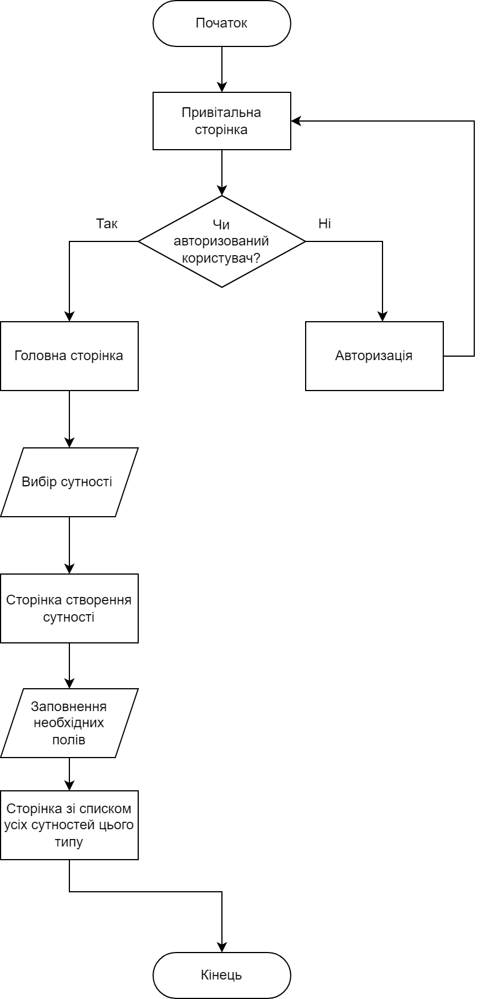 Початок
Привітальна
сторінка
Так
Чи
авторизований
користувач?
Ні
Головна сторінка
Авторизація
Вибір сутності
Сторінка створення
сутності
Заповнення
необхідних
полів
Сторінка зі списком
усіх сутностей цього
типу
Кінець